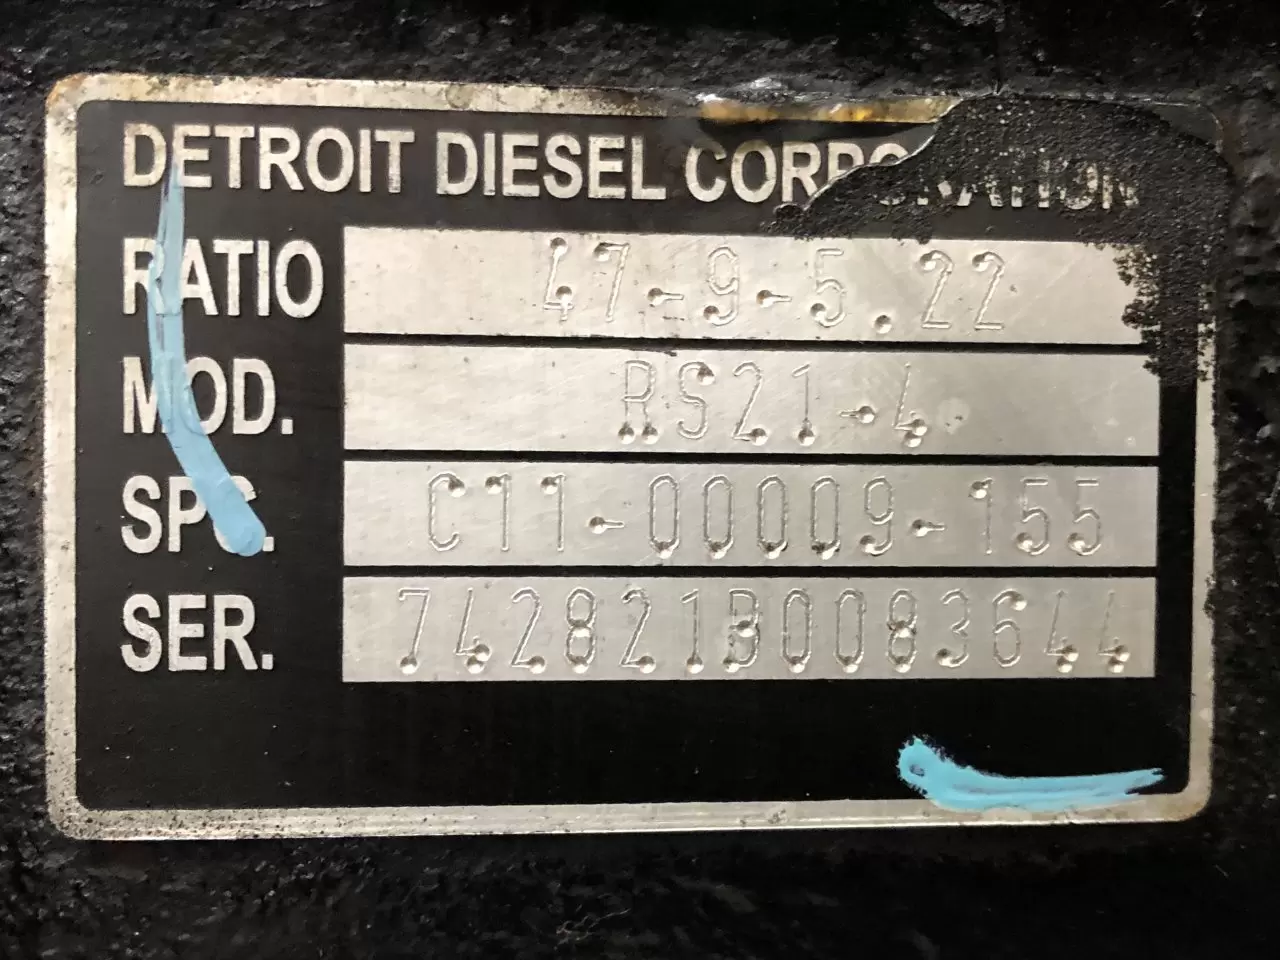 DETROIT DIESEL CORPORATION
RATIO 47-9-5.22
MOD. RS21-4
SPC. C11-00009-155
SER. 742821B0083644